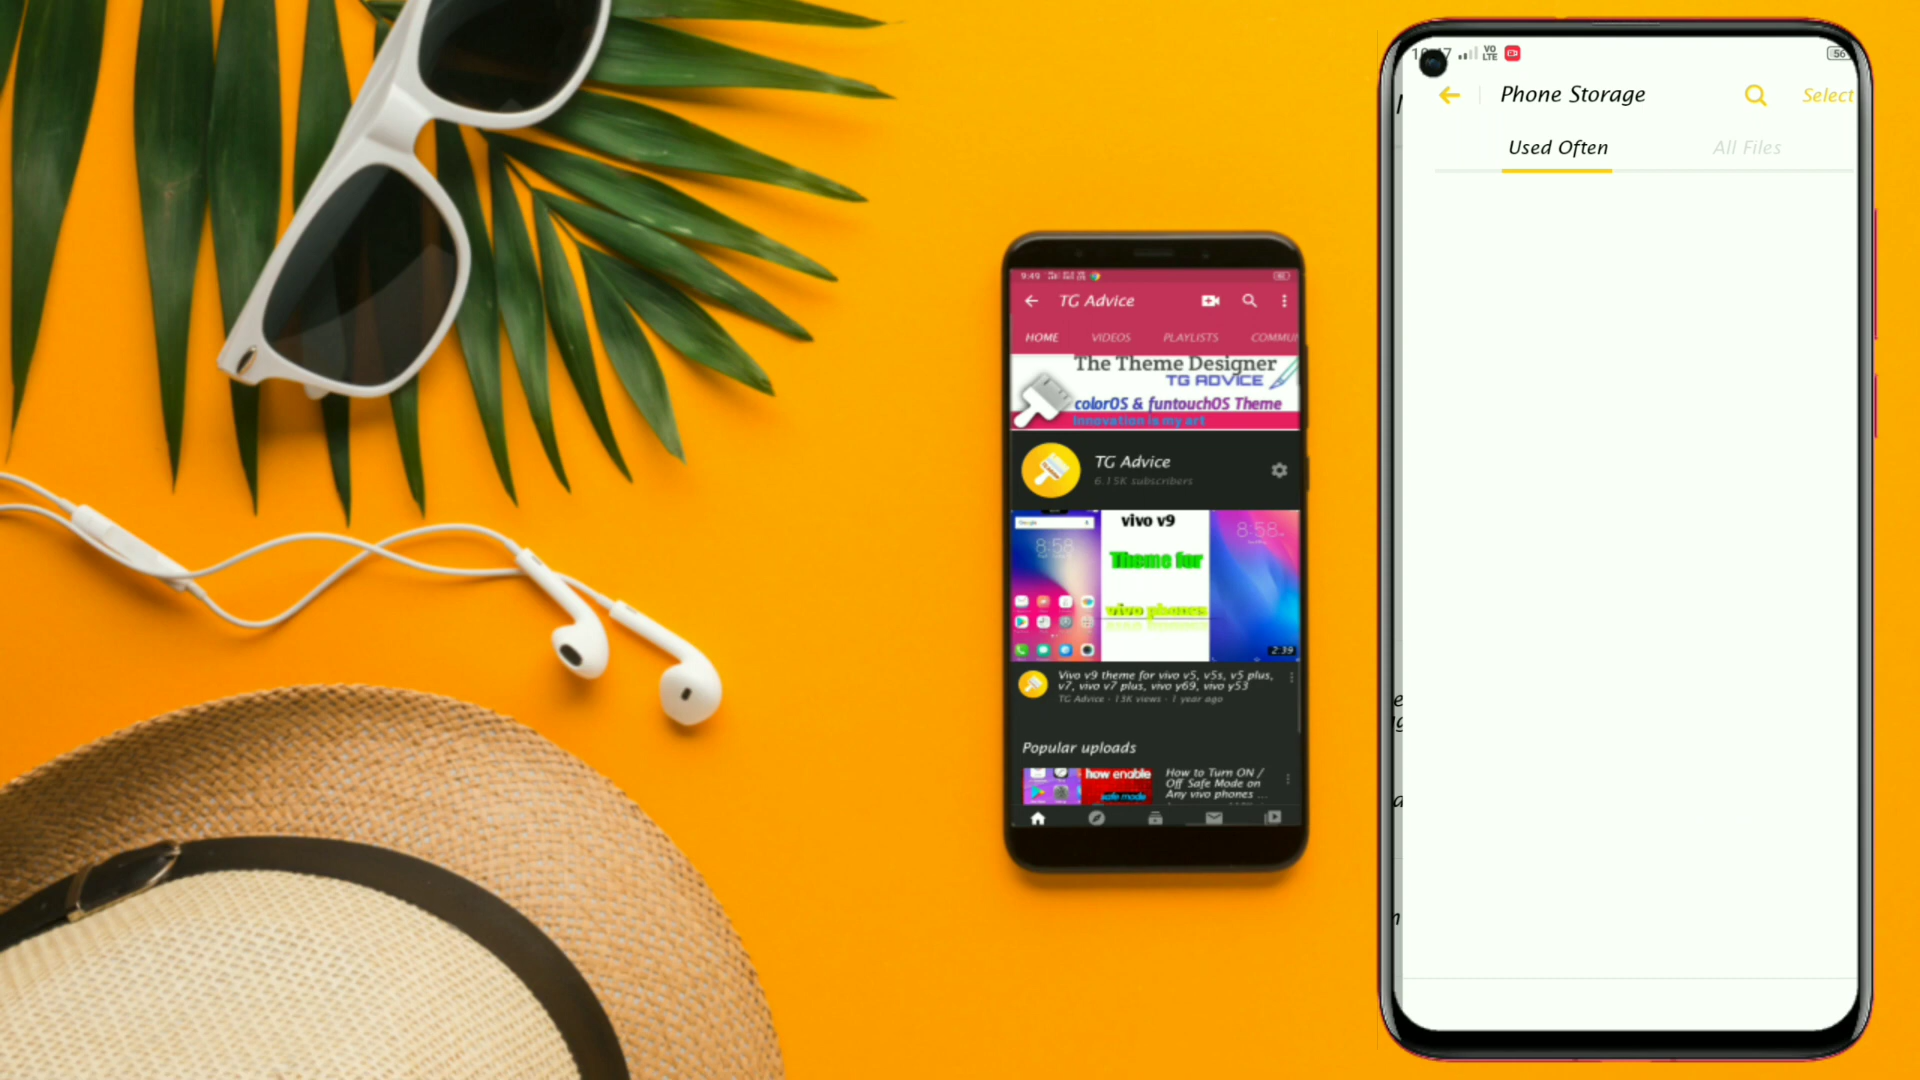 9:49
TG Advice
HOME VIDEOS PLAYLISTS COMMU
The Theme Designer
TG ADVICE
colorOS & funtouchOS Theme
Innovation is my art
TG Advice
6.15K subscribers
Google
8:58
vivo v9
Theme for
vivo phones
8:58
2:39
Vivo v9 theme for vivo v5, v5s, v5 plus,
v7, vivo v7 plus, vivo y69, vivo y53
TG Advice · 13K views · 1 year ago
Popular uploads
how enable
safe mode
How to Turn ON /
Off Safe Mode on
Any vivo phones ...
VO
LTE
56
Phone Storage
Select
Used Often
All Files